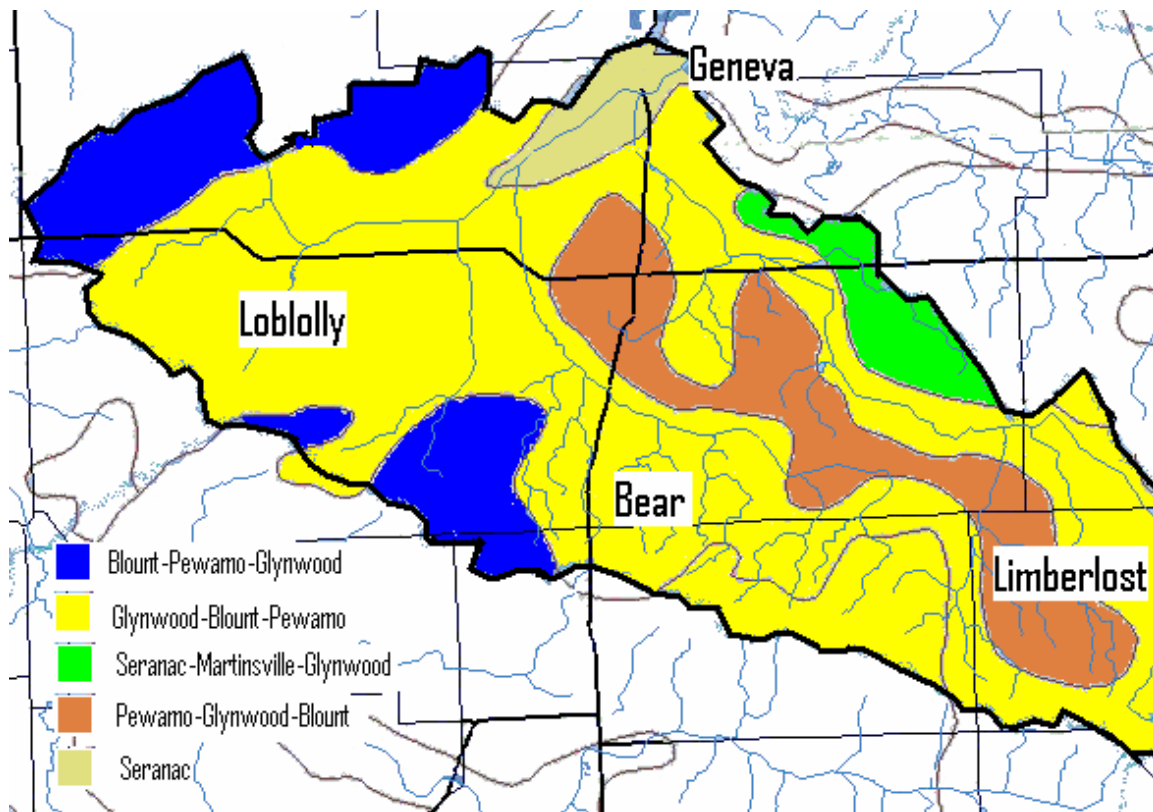 Geneva
Loblolly
Bear
Limberlost
Blount-Pewamo-Glynwood
Glynwood-Blount-Pewamo
Seranac-Martinsville-Glynwood
Pewamo-Glynwood-Blount
Seranac